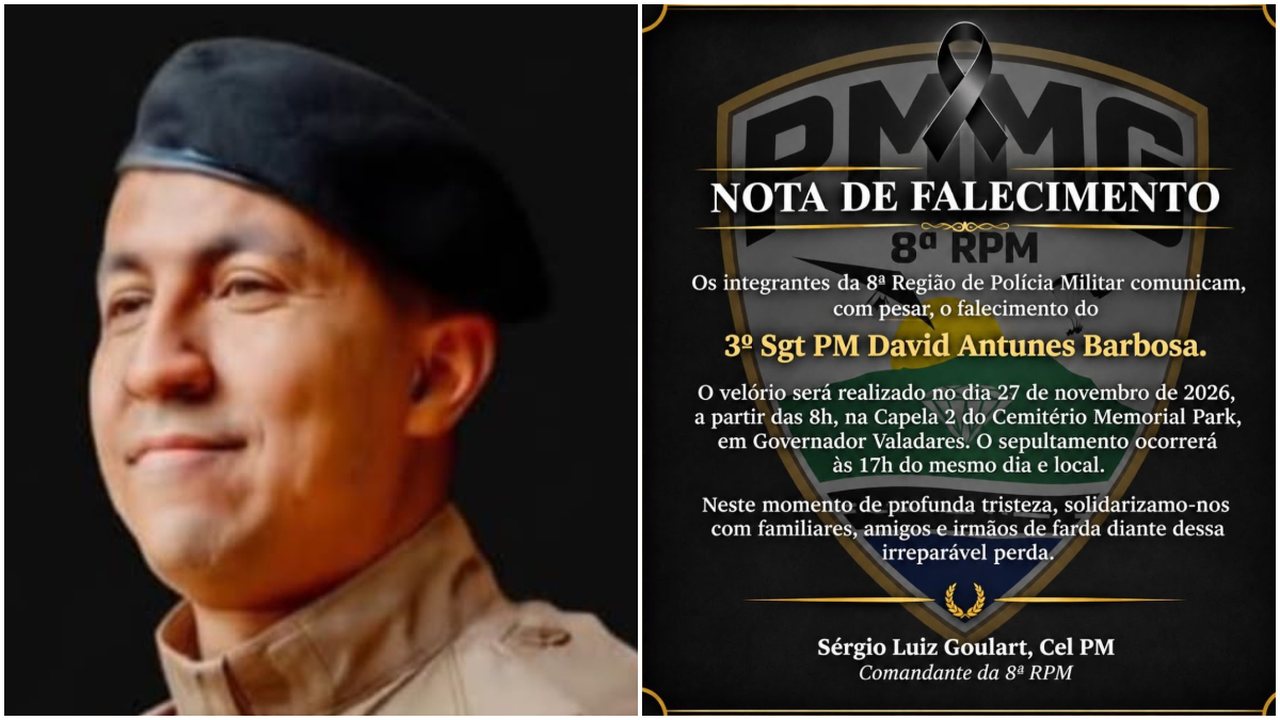 PMMG
NOTA DE FALECIMENTO
8ª RPM
Os integrantes da 8ª Região de Polícia Militar comunicam,
com pesar, o falecimento do
3º Sgt PM David Antunes Barbosa.
O velório será realizado no dia 27 de novembro de 2026,
a partir das 8h, na Capela 2 do Cemitério Memorial Park,
em Governador Valadares. O sepultamento ocorrerá
às 17h do mesmo dia e local.
Neste momento de profunda tristeza, solidarizamo-nos
com familiares, amigos e irmãos de farda diante dessa
irreparável perda.
Sérgio Luiz Goulart, Cel PM
Comandante da 8ª RPM